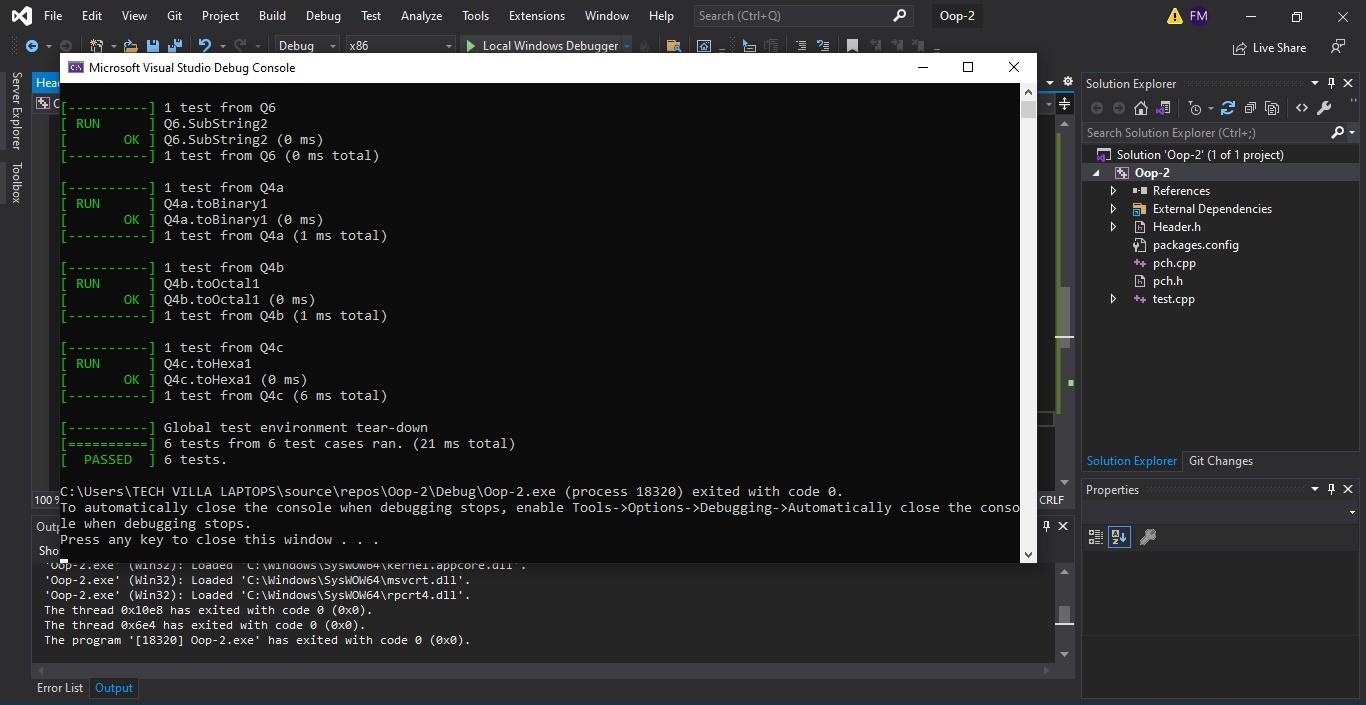 File Edit View Git Project Build Debug Test Analyze Tools Extensions Window Help Search (Ctrl+Q) Oop-2 FM
Debug x86 Local Windows Debugger Live Share
Server Explorer
Toolbox
Microsoft Visual Studio Debug Console
[----------] 1 test from Q6
[ RUN      ] Q6.SubString2
[       OK ] Q6.SubString2 (0 ms)
[----------] 1 test from Q6 (0 ms total)
[----------] 1 test from Q4a
[ RUN      ] Q4a.toBinary1
[       OK ] Q4a.toBinary1 (0 ms)
[----------] 1 test from Q4a (1 ms total)
[----------] 1 test from Q4b
[ RUN      ] Q4b.toOctal1
[       OK ] Q4b.toOctal1 (0 ms)
[----------] 1 test from Q4b (1 ms total)
[----------] 1 test from Q4c
[ RUN      ] Q4c.toHexa1
[       OK ] Q4c.toHexa1 (0 ms)
[----------] 1 test from Q4c (6 ms total)
[----------] Global test environment tear-down
[==========] 6 tests from 6 test cases ran. (21 ms total)
[  PASSED  ] 6 tests.
C:\Users\TECH VILLA LAPTOPS\source\repos\Oop-2\Debug\Oop-2.exe (process 18320) exited with code 0.
To automatically close the console when debugging stops, enable Tools->Options->Debugging->Automatically close the conso
le when debugging stops.
Press any key to close this window . . .
100 %
CRLF
'Oop-2.exe' (Win32): Loaded 'C:\Windows\SysWOW64\kernel.appcore.dll'.
'Oop-2.exe' (Win32): Loaded 'C:\Windows\SysWOW64\msvcrt.dll'.
'Oop-2.exe' (Win32): Loaded 'C:\Windows\SysWOW64\rpcrt4.dll'.
The thread 0x10e8 has exited with code 0 (0x0).
The thread 0x6e4 has exited with code 0 (0x0).
The program '[18320] Oop-2.exe' has exited with code 0 (0x0).
Error List Output
Solution Explorer
Search Solution Explorer (Ctrl+;)
Solution 'Oop-2' (1 of 1 project)
Oop-2
References
External Dependencies
Header.h
packages.config
pch.cpp
pch.h
test.cpp
Solution Explorer Git Changes
Properties